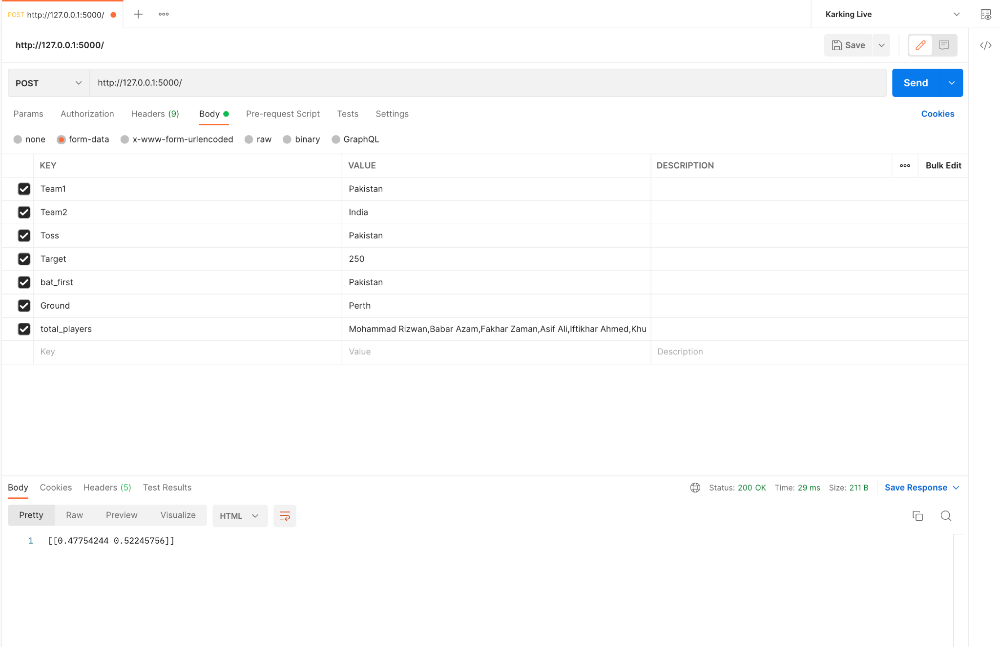 POST http://127.0.0.1:5000/
Karking Live
http://127.0.0.1:5000/
Save
POST http://127.0.0.1:5000/ Send
Params Authorization Headers (9) Body Pre-request Script Tests Settings Cookies
none form-data x-www-form-urlencoded raw binary GraphQL
KEY VALUE DESCRIPTION Bulk Edit
Team1 Pakistan
Team2 India
Toss Pakistan
Target 250
bat_first Pakistan
Ground Perth
total_players Mohammad Rizwan,Babar Azam,Fakhar Zaman,Asif Ali,Iftikhar Ahmed,Khu
Key Value Description
Body Cookies Headers (5) Test Results Status: 200 OK Time: 29 ms Size: 211 B Save Response
Pretty Raw Preview Visualize HTML
1 [[0.47754244 0.52245756]]